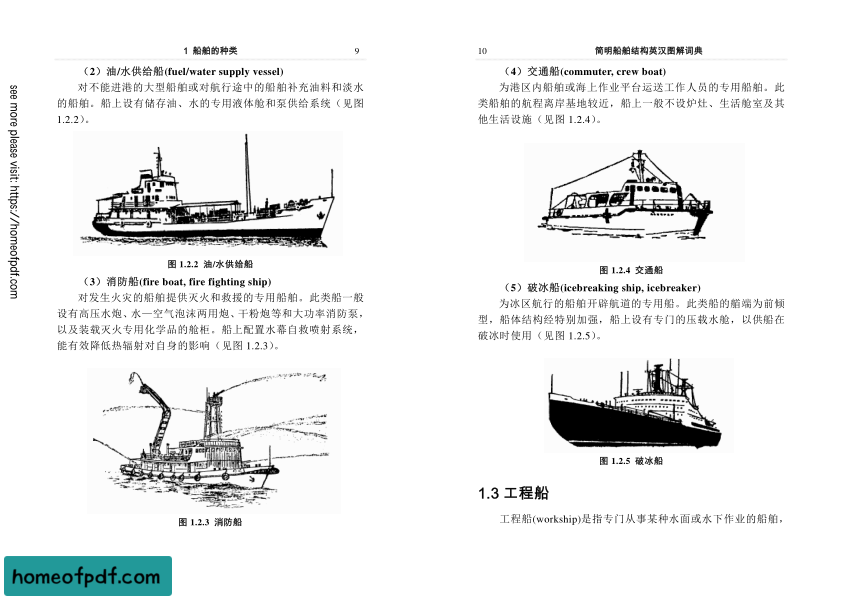 1 船舶的种类 9
（2）油/水供给船(fuel/water supply vessel)
对不能进港的大型船舶或对航行途中的船舶补充油料和淡水
的船舶。船上设有储存油、水的专用液体舱和泵供给系统（见图
1.2.2）。
图 1.2.2 油/水供给船
（3）消防船(fire boat, fire fighting ship)
对发生火灾的船舶提供灭火和救援的专用船舶。此类船一般
设有高压水炮、水—空气泡沫两用炮、干粉炮等和大功率消防泵，
以及装载灭火专用化学品的舱柜。船上配置水幕自救喷射系统，
能有效降低热辐射对自身的影响（见图 1.2.3）。
图 1.2.3 消防船
10 简明船舶结构英汉图解词典
（4）交通船(commuter, crew boat)
为港区内船舶或海上作业平台运送工作人员的专用船舶。此
类船舶的航程离岸基地较近，船上一般不设炉灶、生活舱室及其
他生活设施（见图 1.2.4）。
图 1.2.4 交通船
（5）破冰船(icebreaking ship, icebreaker)
为冰区航行的船舶开辟航道的专用船。此类船的艏端为前倾
型，船体结构经特别加强，船上设有专门的压载水舱，以供船在
破冰时使用（见图 1.2.5）。
图 1.2.5 破冰船
1.3 工程船
工程船(workship)是指专门从事某种水面或水下作业的船舶，
see more please visit: https://homeofpdf.com
homeofpdf.com